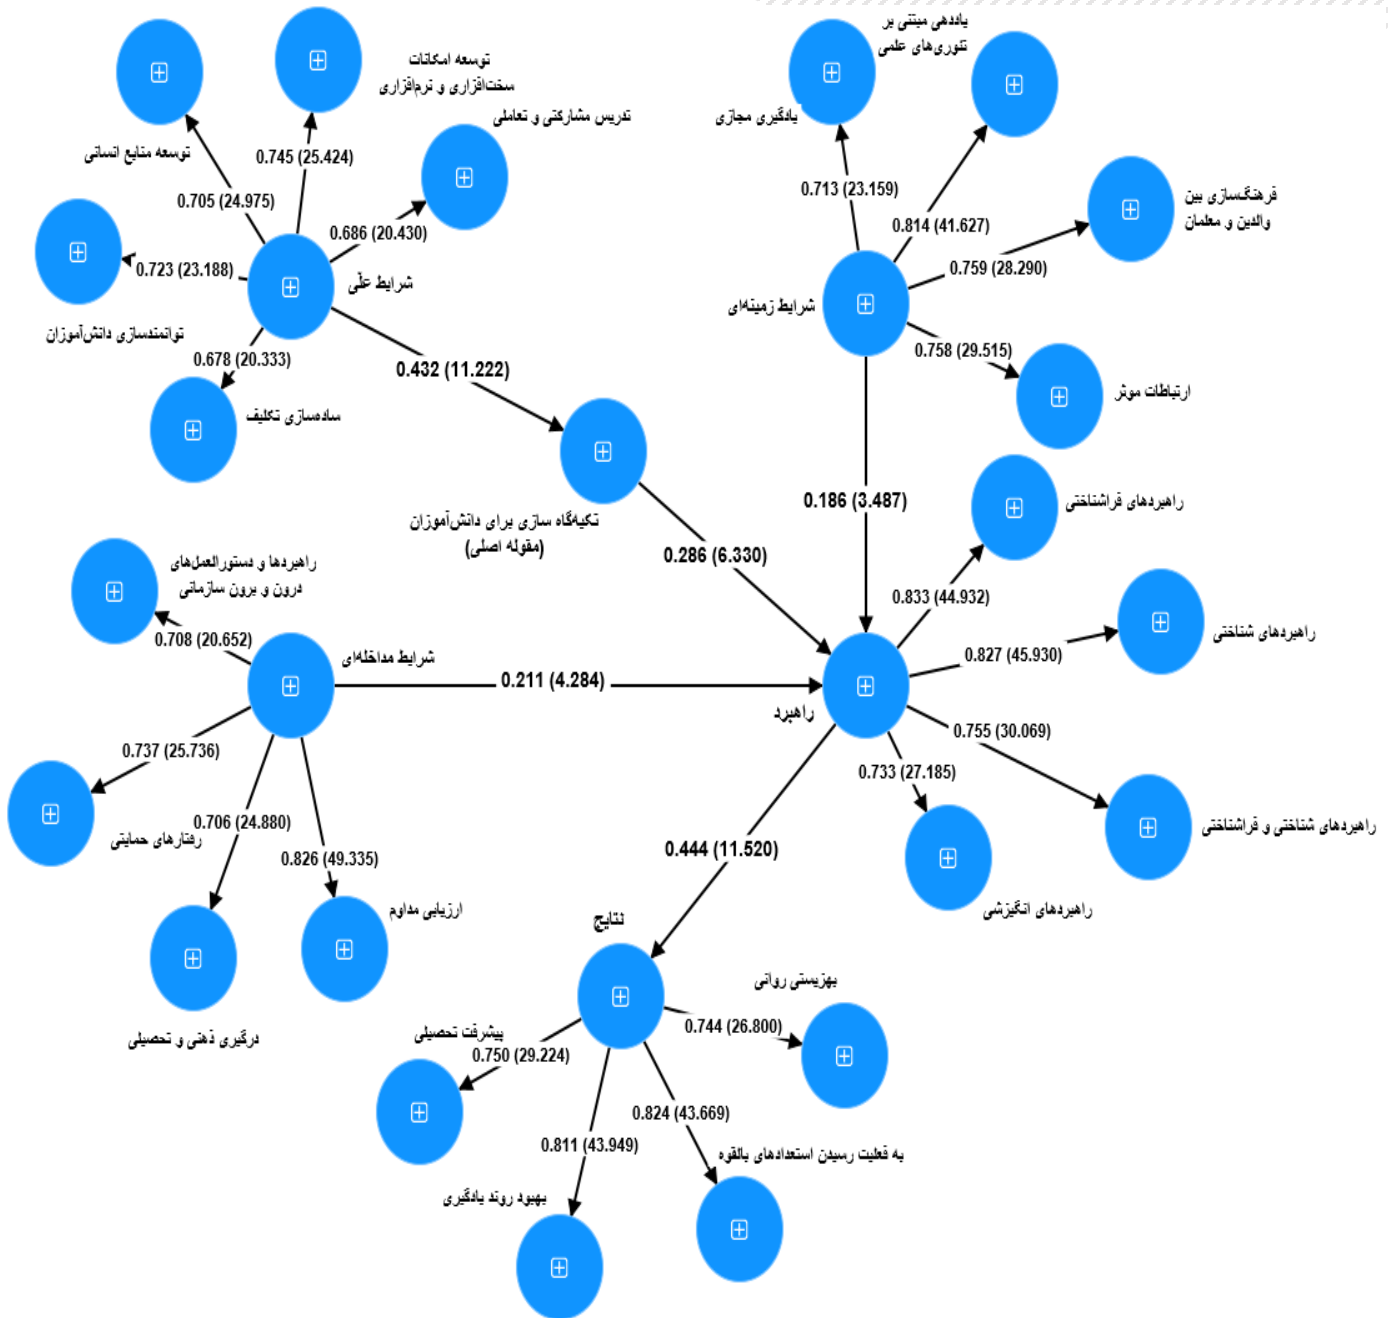 توسعه امکانات
سخت‌افزاری و نرم‌افزاری
تدریس مشارکتی و تعاملی
توسعه منابع انسانی
0.745 (25.424)
0.705 (24.975)
0.686 (20.430)
0.723 (23.188)
شرایط علّی
توانمندسازی دانش‌آموزان
0.678 (20.333)
ساده‌سازی تکلیف
0.432 (11.222)
یاددهی مبتنی بر
تئوری‌های علمی
یادگیری مجازی
0.713 (23.159)
0.814 (41.627)
فرهنگ‌سازی بین
والدین و معلمان
0.759 (28.290)
شرایط زمینه‌ای
0.758 (29.515)
ارتباطات موثر
0.186 (3.487)
تکیه‌گاه سازی برای دانش‌آموزان
(مقوله اصلی)
0.286 (6.330)
راهبردهای فراشناختی
0.833 (44.932)
راهبردهای شناختی
0.827 (45.930)
راهبرد
0.755 (30.069)
0.733 (27.185)
راهبردهای شناختی و فراشناختی
راهبردهای انگیزشی
راهبردها و دستورالعمل‌های
درون و برون سازمانی
0.708 (20.652)
شرایط مداخله‌ای
0.211 (4.284)
0.737 (25.736)
رفتارهای حمایتی
0.706 (24.880)
0.826 (49.335)
ارزیابی مداوم
درگیری ذهنی و تحصیلی
0.444 (11.520)
نتایج
بهزیستی روانی
0.744 (26.800)
پیشرفت تحصیلی
0.750 (29.224)
0.824 (43.669)
0.811 (43.949)
به فعلیت رسیدن استعدادهای بالقوه
بهبود روند یادگیری